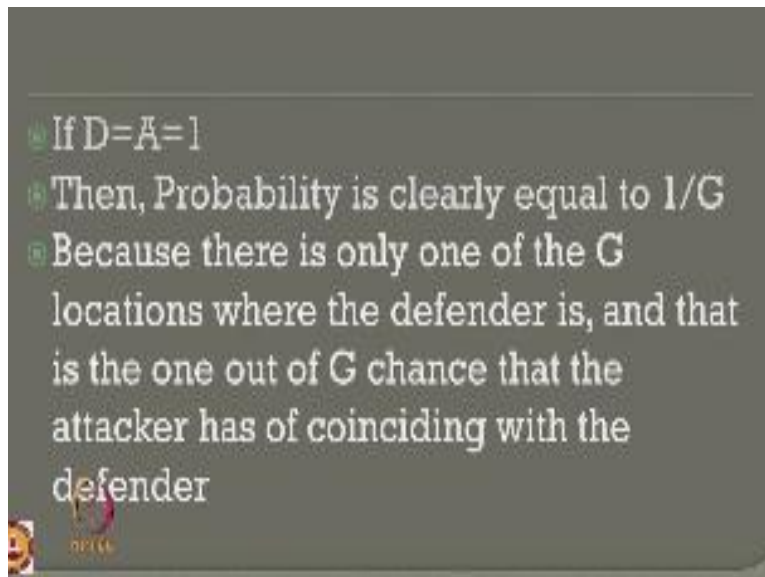 If D=A=1
Then, Probability is clearly equal to 1/G
Because there is only one of the G
locations where the defender is, and that
is the one out of G chance that the
attacker has of coinciding with the
defender